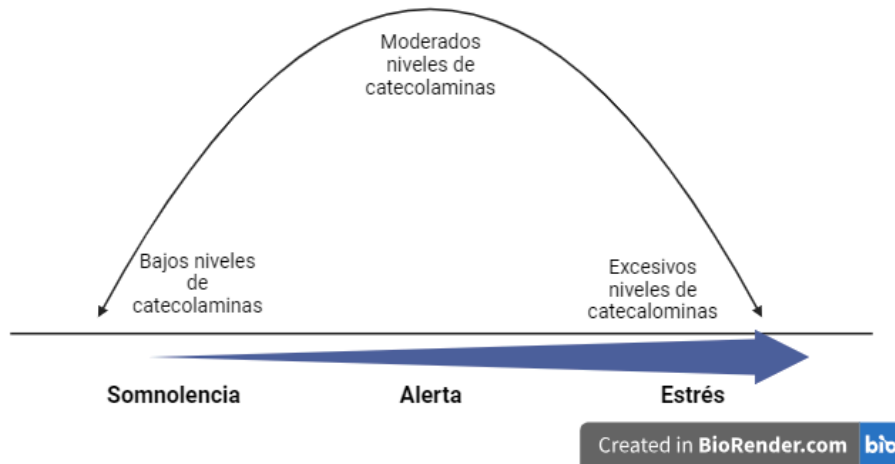 Moderados
niveles de
catecolaminas
Bajos niveles
de
catecolaminas
Excesivos
niveles de
catecalominas
Somnolencia
Alerta
Estrés
Created in BioRender.com
bio